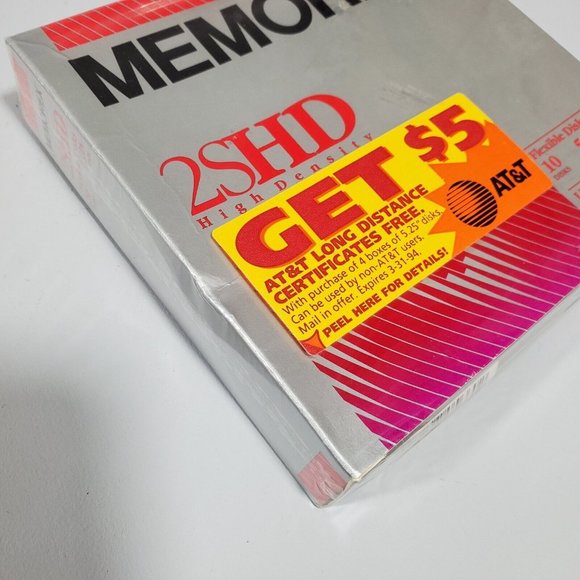 MEMOR
2SHD
High Density
Flexible Disk
10
GET $5
AT&T LONG DISTANCE
CERTIFICATES FREE.
With purchase of 4 boxes of 5.25" disks.
Can be used by non-AT&T users.
Mail in offer. Expires 3-31-94.
PEEL HERE FOR DETAILS!
AT&T
2SHD